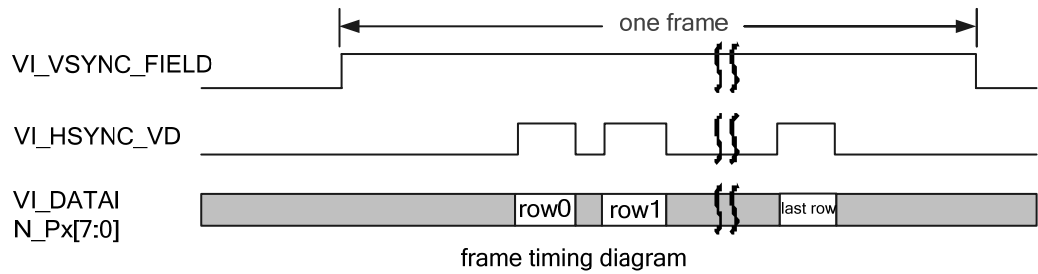 one frame
VI_VSYNC_FIELD
VI_HSYNC_VD
VI_DATAI
N_Px[7:0]
row0 row1 last row
frame timing diagram